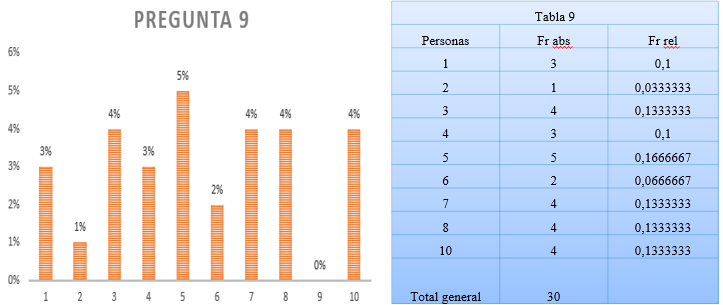 PREGUNTA 9
6%
5%
4%
3%
2%
1%
0%
3%
1%
4%
3%
5%
2%
4%
4%
0%
4%
1 2 3 4 5 6 7 8 9 10
Tabla 9
Personas Fr abs Fr rel
1 3 0,1
2 1 0,0333333
3 4 0,1333333
4 3 0,1
5 5 0,1666667
6 2 0,0666667
7 4 0,1333333
8 4 0,1333333
10 4 0,1333333
Total general 30